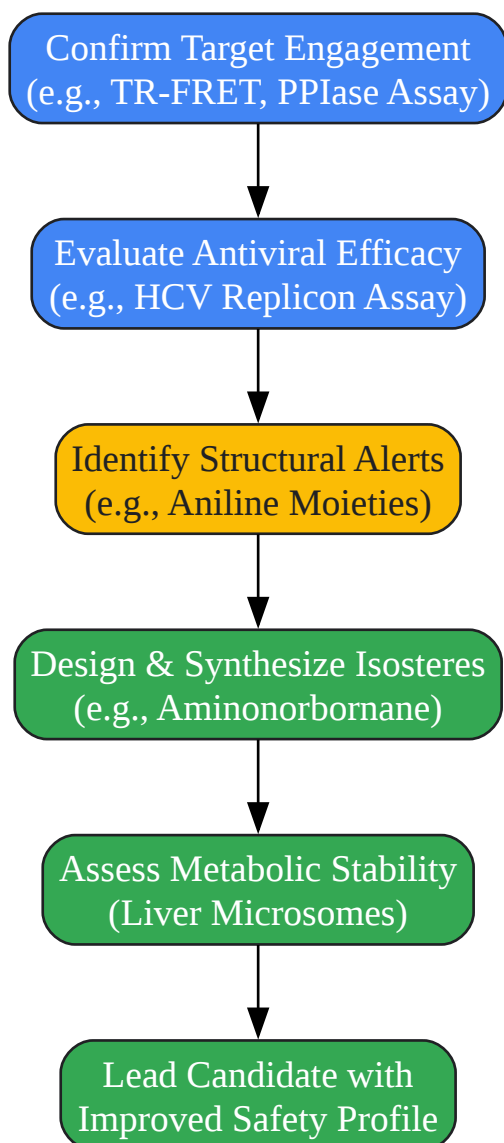 Confirm Target Engagement
(e.g., TR-FRET, PPIase Assay)
Evaluate Antiviral Efficacy
(e.g., HCV Replicon Assay)
Identify Structural Alerts
(e.g., Aniline Moieties)
Design & Synthesize Isosteres
(e.g., Aminonorbornane)
Assess Metabolic Stability
(Liver Microsomes)
Lead Candidate with
Improved Safety Profile